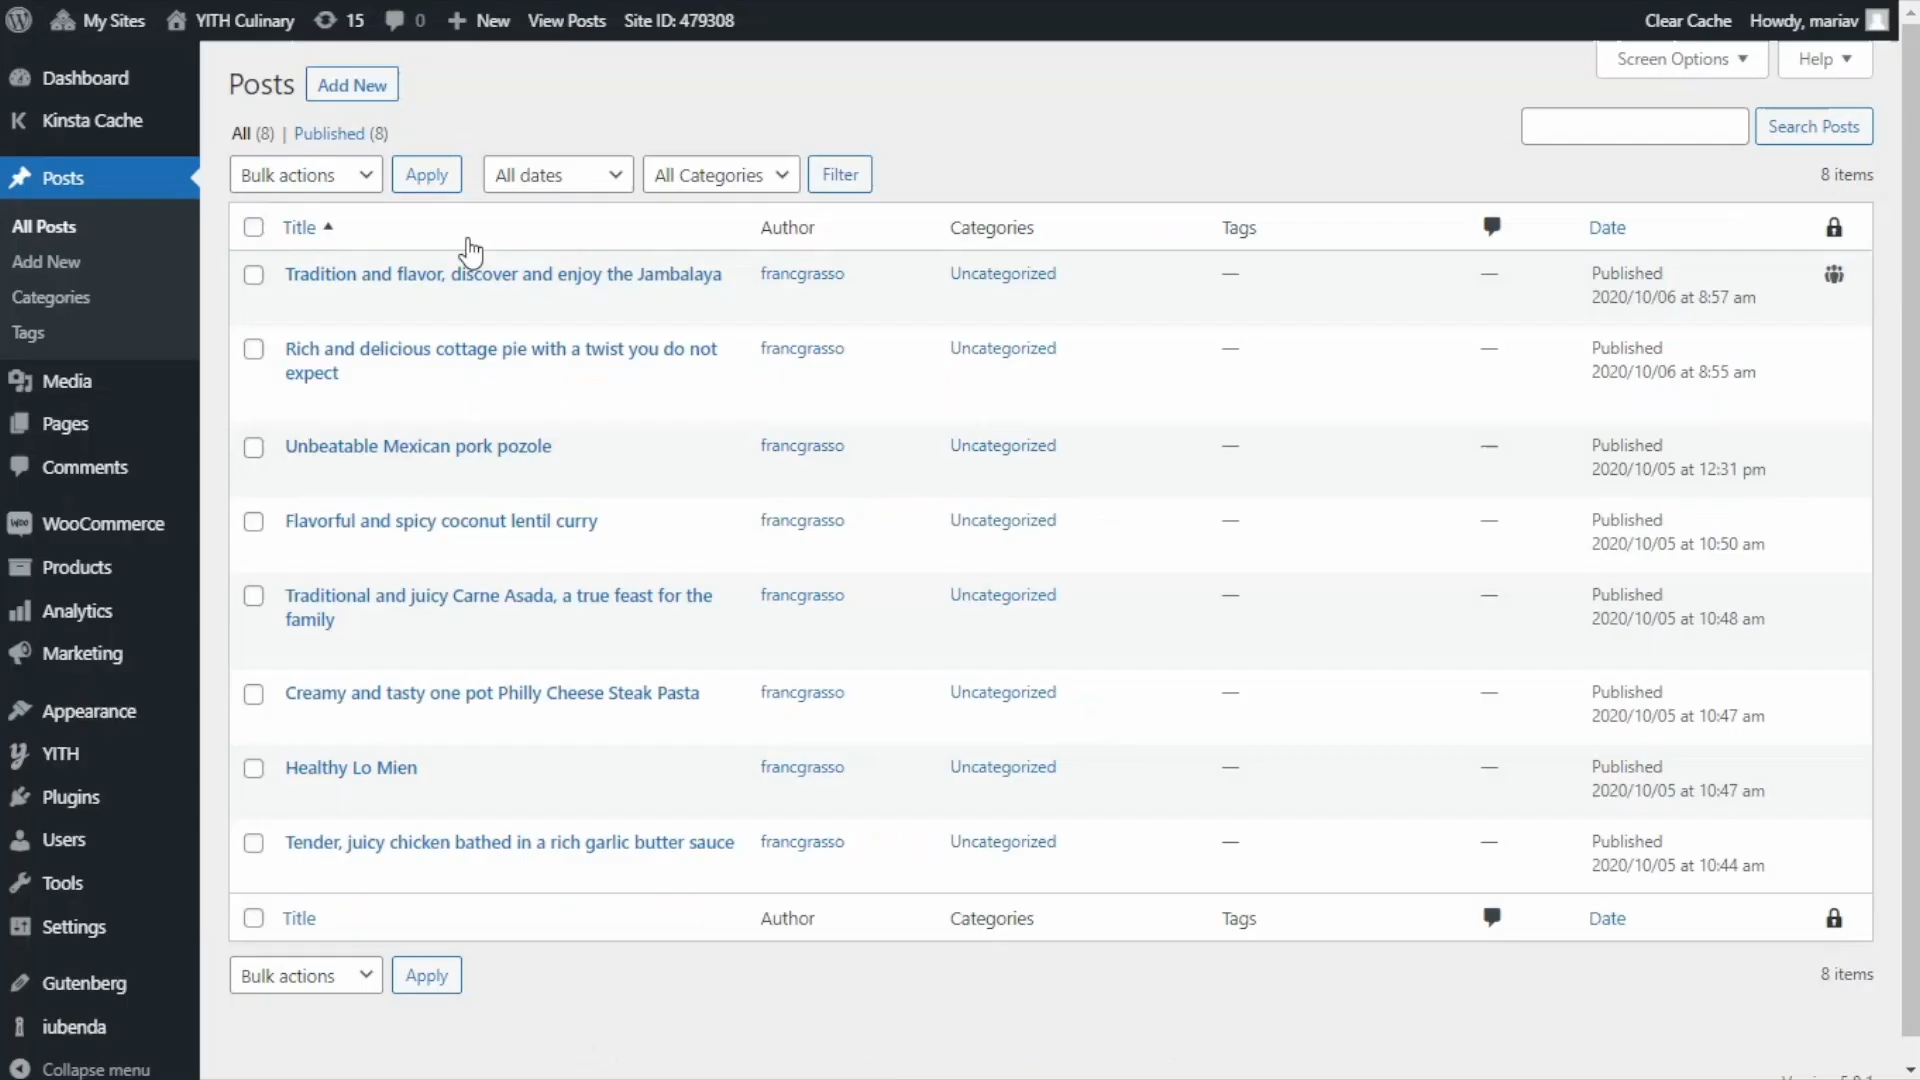 My Sites YITH Culinary 15 0 New View Posts Site ID: 479308 Clear Cache Howdy, mariav
Screen Options Help
Dashboard
Kinsta Cache
Posts
All Posts
Add New
Categories
Tags
Media
Pages
Comments
WooCommerce
Products
Analytics
Marketing
Appearance
YITH
Plugins
Users
Tools
Settings
Gutenberg
iubenda
Collapse menu
Posts Add New
All (8) | Published (8)
Search Posts
Bulk actions Apply All dates All Categories Filter 8 items
Title Author Categories Tags Date
Tradition and flavor, discover and enjoy the Jambalaya francgrasso Uncategorized — — Published
2020/10/06 at 8:57 am
Rich and delicious cottage pie with a twist you do not francgrasso Uncategorized — — Published
expect 2020/10/06 at 8:55 am
Unbeatable Mexican pork pozole francgrasso Uncategorized — — Published
2020/10/05 at 12:31 pm
Flavorful and spicy coconut lentil curry francgrasso Uncategorized — — Published
2020/10/05 at 10:50 am
Traditional and juicy Carne Asada, a true feast for the francgrasso Uncategorized — — Published
family 2020/10/05 at 10:48 am
Creamy and tasty one pot Philly Cheese Steak Pasta francgrasso Uncategorized — — Published
2020/10/05 at 10:47 am
Healthy Lo Mien francgrasso Uncategorized — — Published
2020/10/05 at 10:47 am
Tender, juicy chicken bathed in a rich garlic butter sauce francgrasso Uncategorized — — Published
2020/10/05 at 10:44 am
Title Author Categories Tags Date
Bulk actions Apply 8 items